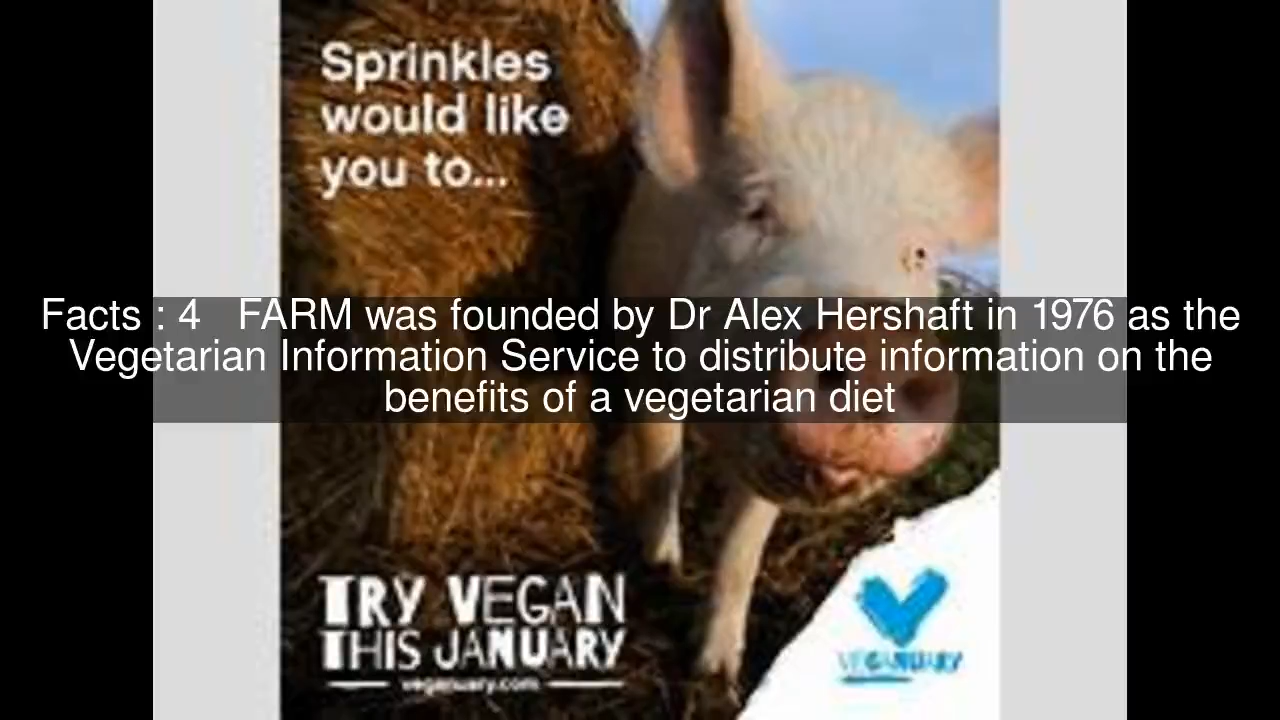 Sprinkles
would like
you to...
Facts : 4 FARM was founded by Dr Alex Hershaft in 1976 as the
Vegetarian Information Service to distribute information on the
benefits of a vegetarian diet
TRY VEGAN
THIS JANUARY
veganuary.com
VEGANUARY